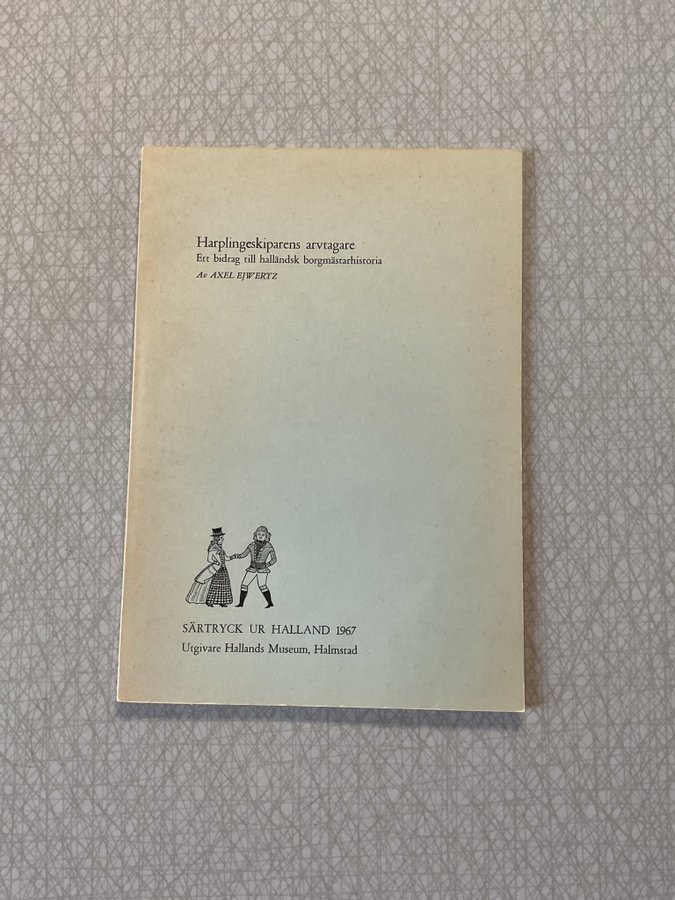 Harplingeskiparens arvtagare
Ett bidrag till halländsk borgmästarhistoria
Av AXEL EJWERTZ
SÄRTRYCK UR HALLAND 1967
Utgivare Hallands Museum, Halmstad